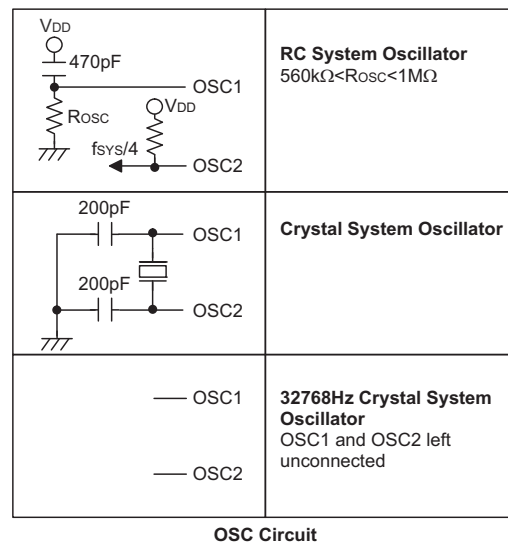 VDD
470pF
OSC1
ROSC
VDD
fSYS/4
OSC2
RC System Oscillator
560kΩ<ROSC<1MΩ
200pF
OSC1
200pF
OSC2
Crystal System Oscillator
OSC1
OSC2
32768Hz Crystal System
Oscillator
OSC1 and OSC2 left
unconnected
OSC Circuit